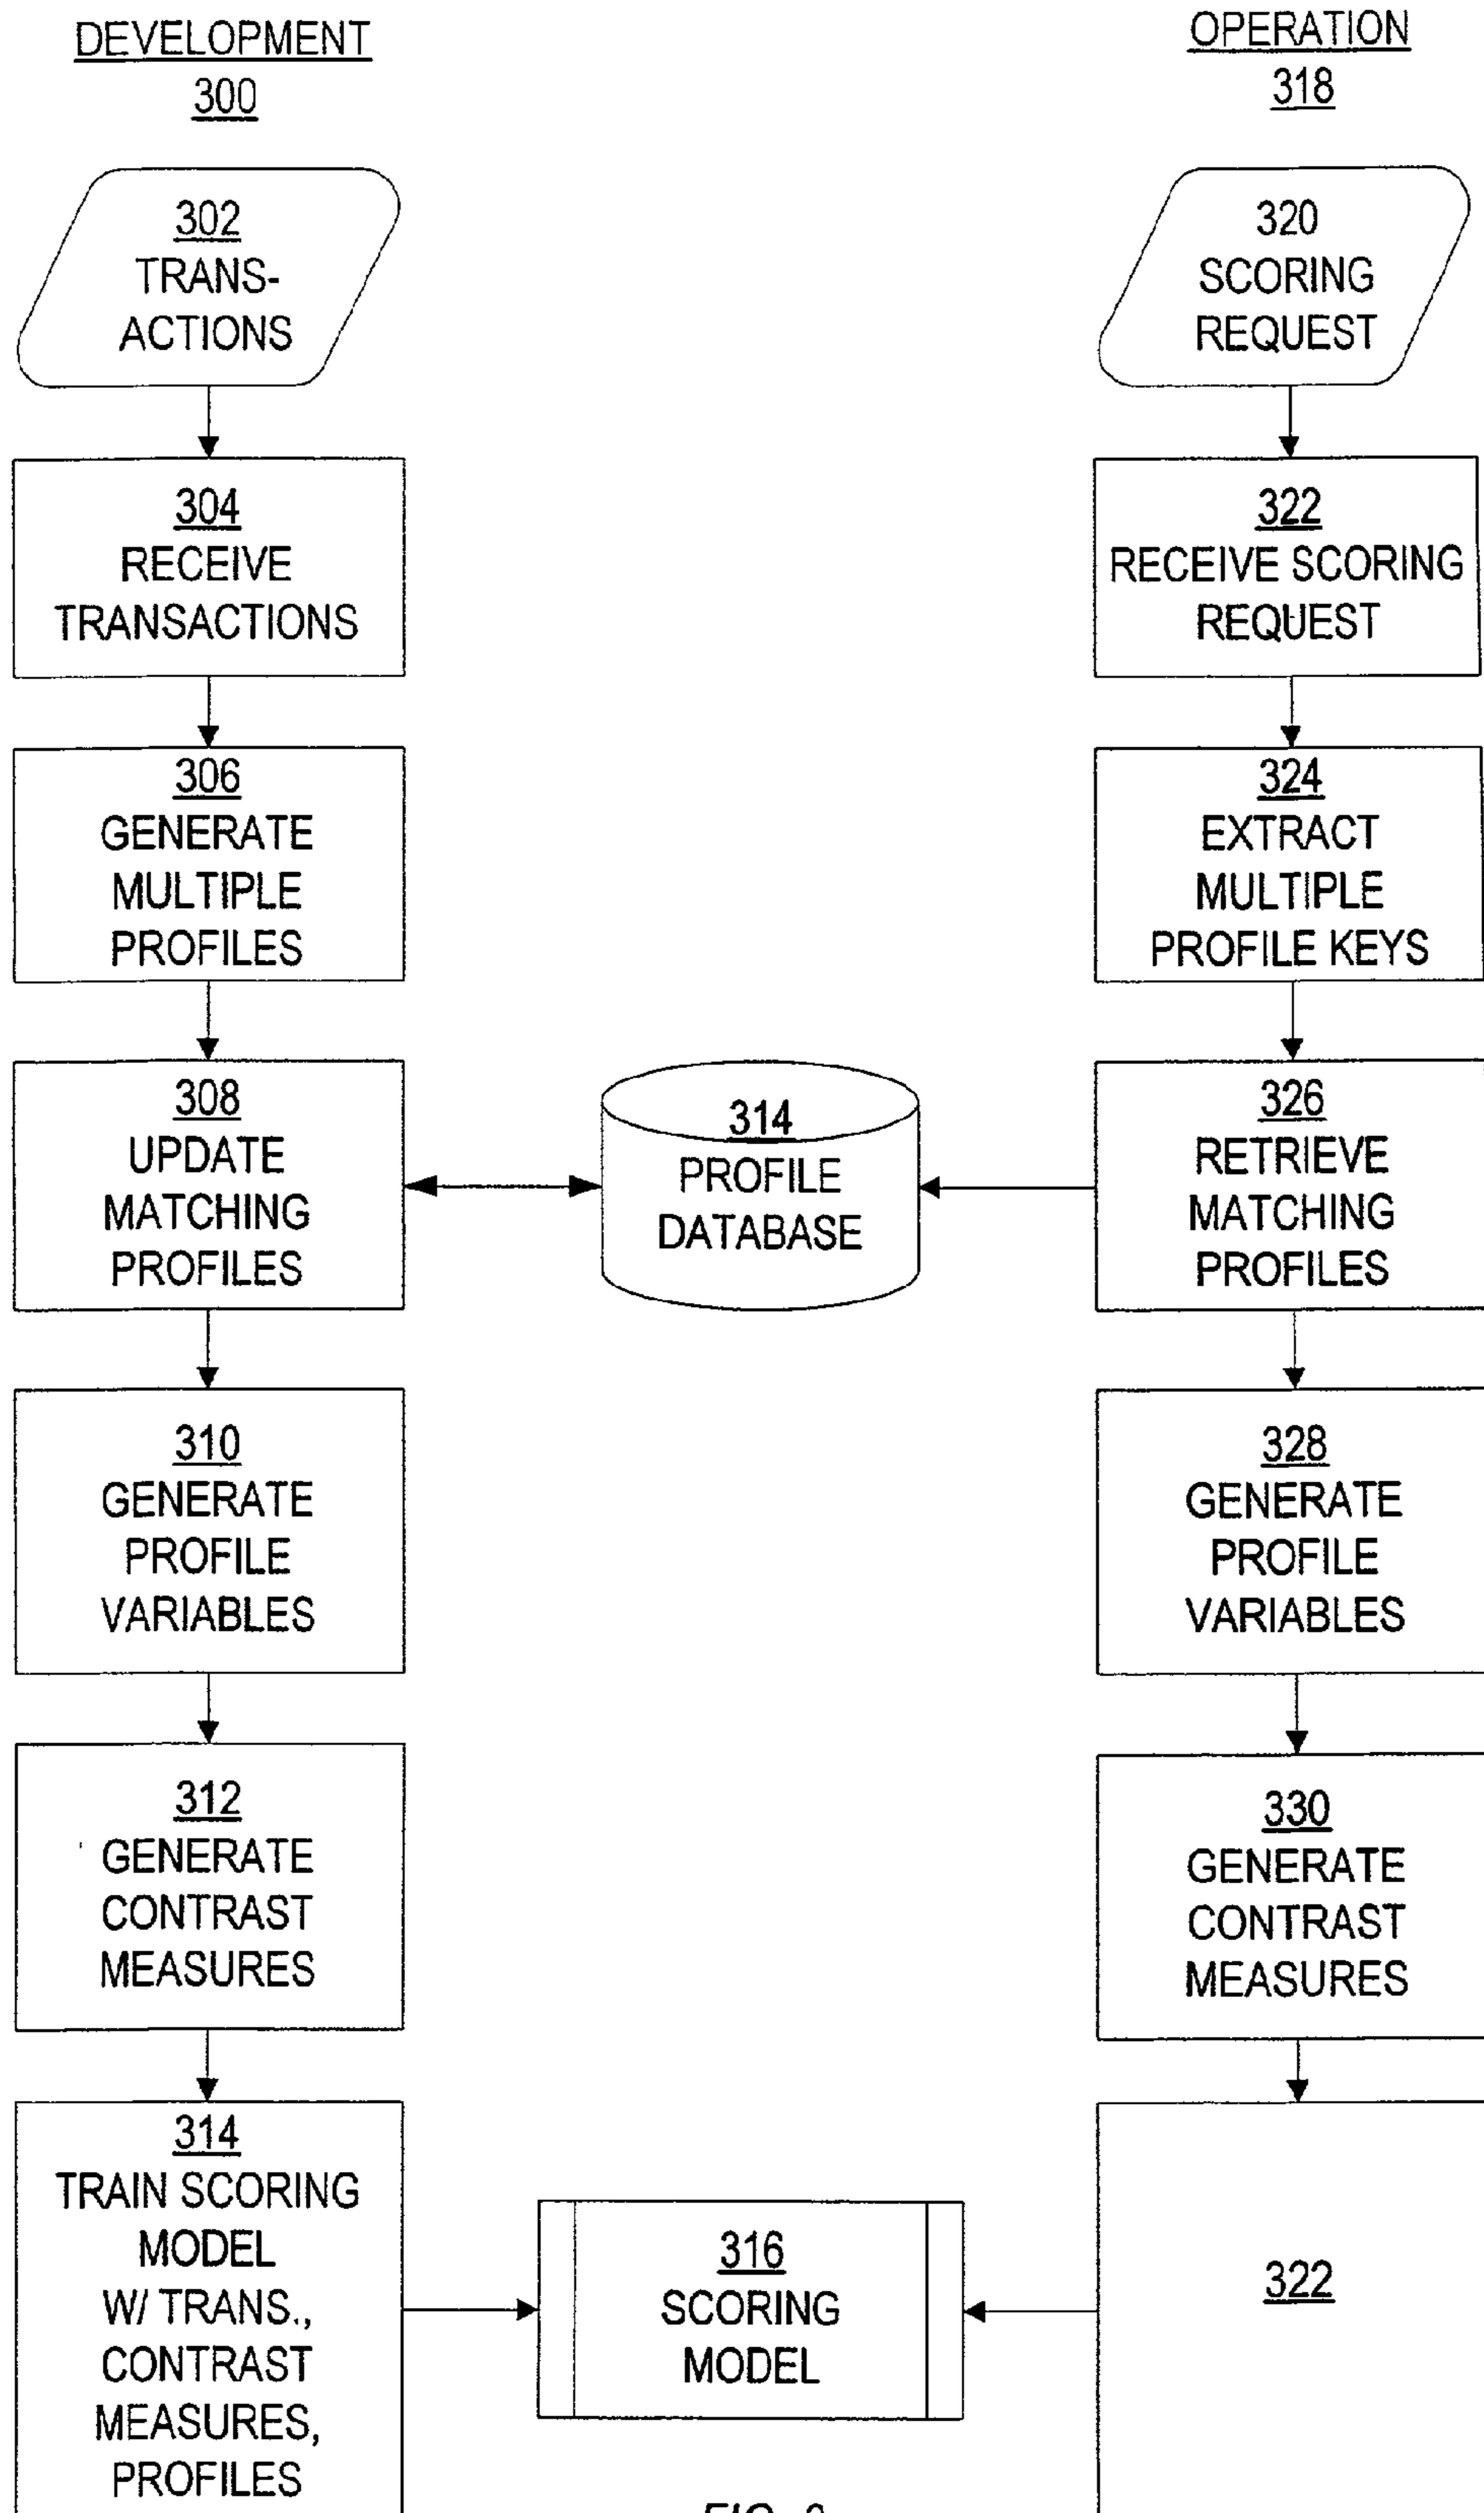 DEVELOPMENT
300
302
TRANS-
ACTIONS
304
RECEIVE
TRANSACTIONS
306
GENERATE
MULTIPLE
PROFILES
308
UPDATE
MATCHING
PROFILES
310
GENERATE
PROFILE
VARIABLES
312
GENERATE
CONTRAST
MEASURES
314
TRAIN SCORING
MODEL
W/ TRANS.,
CONTRAST
MEASURES,
PROFILES
314
PROFILE
DATABASE
316
SCORING
MODEL
OPERATION
318
320
SCORING
REQUEST
322
RECEIVE SCORING
REQUEST
324
EXTRACT
MULTIPLE
PROFILE KEYS
326
RETRIEVE
MATCHING
PROFILES
328
GENERATE
PROFILE
VARIABLES
330
GENERATE
CONTRAST
MEASURES
322
FIG.